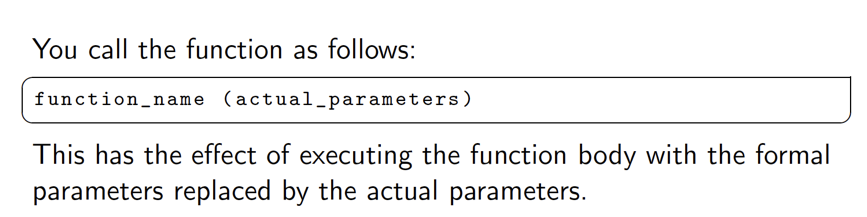 You call the function as follows:
function_name (actual_parameters)
This has the effect of executing the function body with the formal
parameters replaced by the actual parameters.